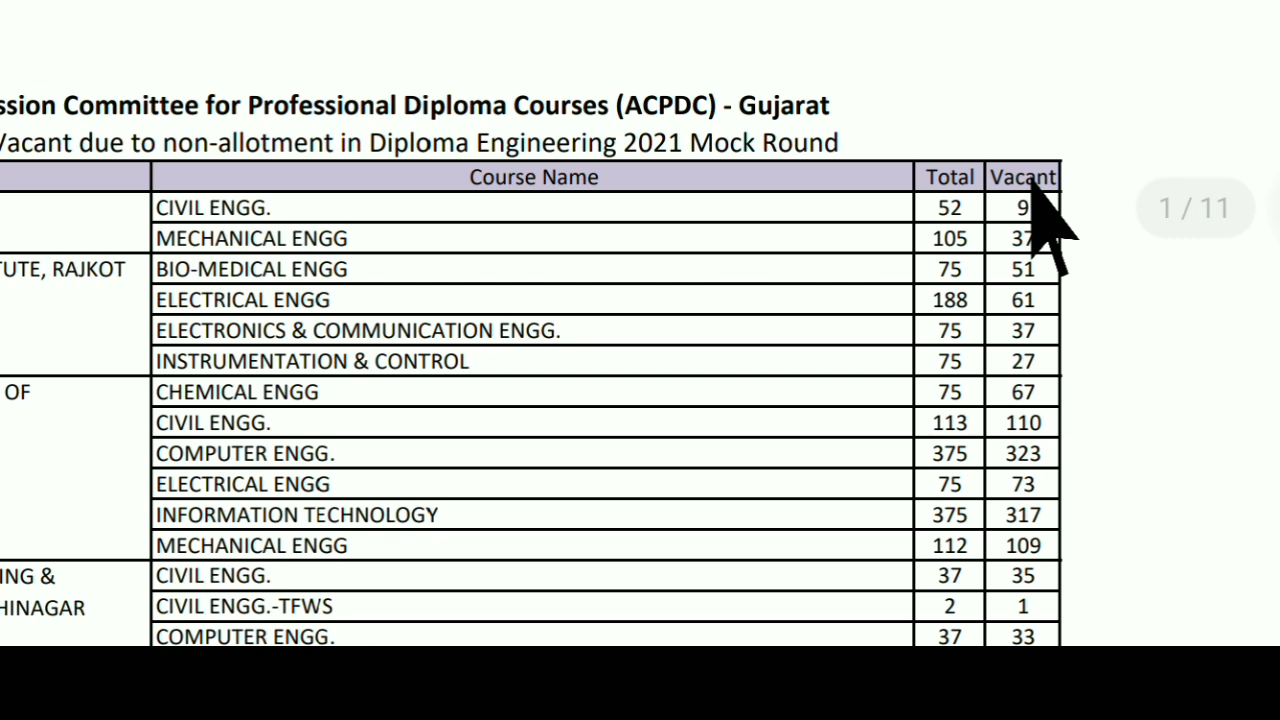 ssion Committee for Professional Diploma Courses (ACPDC) - Gujarat
Vacant due to non-allotment in Diploma Engineering 2021 Mock Round
Course Name Total Vacant
CIVIL ENGG. 52 9
MECHANICAL ENGG 105 37
TUTE, RAJKOT BIO-MEDICAL ENGG 75 51
ELECTRICAL ENGG 188 61
ELECTRONICS & COMMUNICATION ENGG. 75 37
INSTRUMENTATION & CONTROL 75 27
OF CHEMICAL ENGG 75 67
CIVIL ENGG. 113 110
COMPUTER ENGG. 375 323
ELECTRICAL ENGG 75 73
INFORMATION TECHNOLOGY 375 317
MECHANICAL ENGG 112 109
ING & CIVIL ENGG. 37 35
HINAGAR CIVIL ENGG.-TFWS 2 1
COMPUTER ENGG. 37 33
1 / 11